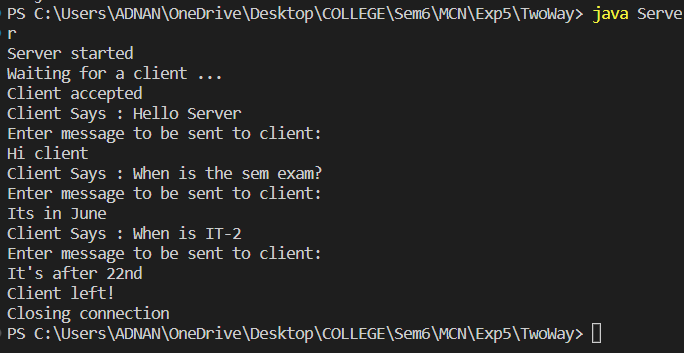 PS C:\Users\ADNAN\OneDrive\Desktop\COLLEGE\Sem6\MCN\Exp5\TwoWay> java Serve
r
Server started
Waiting for a client ...
Client accepted
Client Says : Hello Server
Enter message to be sent to client:
Hi client
Client Says : When is the sem exam?
Enter message to be sent to client:
Its in June
Client Says : When is IT-2
Enter message to be sent to client:
It's after 22nd
Client left!
Closing connection
PS C:\Users\ADNAN\OneDrive\Desktop\COLLEGE\Sem6\MCN\Exp5\TwoWay>